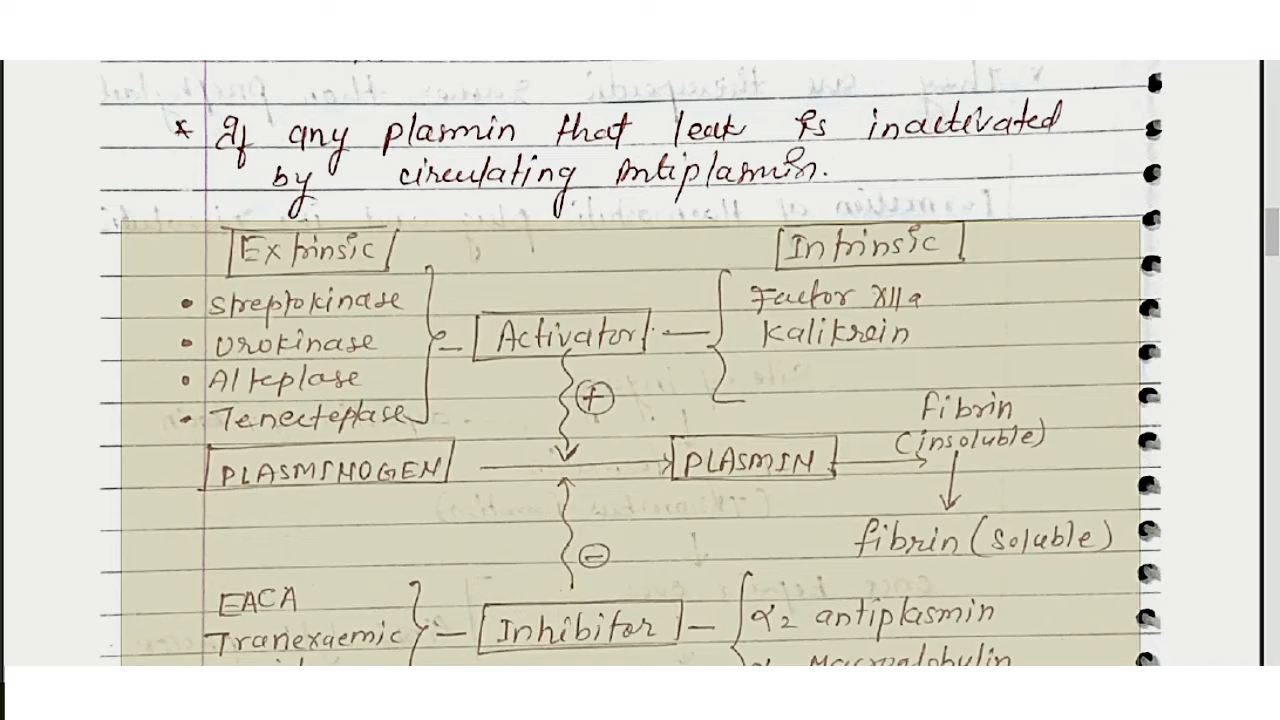 * If any plasmin that leak is inactivated
by circulating antiplasmin.
Extrinsic
• Streptokinase
• Urokinase
• Alteplase
• Tenecteplase
Activator
Intrinsic
Factor XIIa
Kalikrein
+
PLASMINOGEN
PLASMIN
fibrin
(insoluble)
fibrin (soluble)
-
EACA
Tranexaemic
Inhibitor
α2 antiplasmin